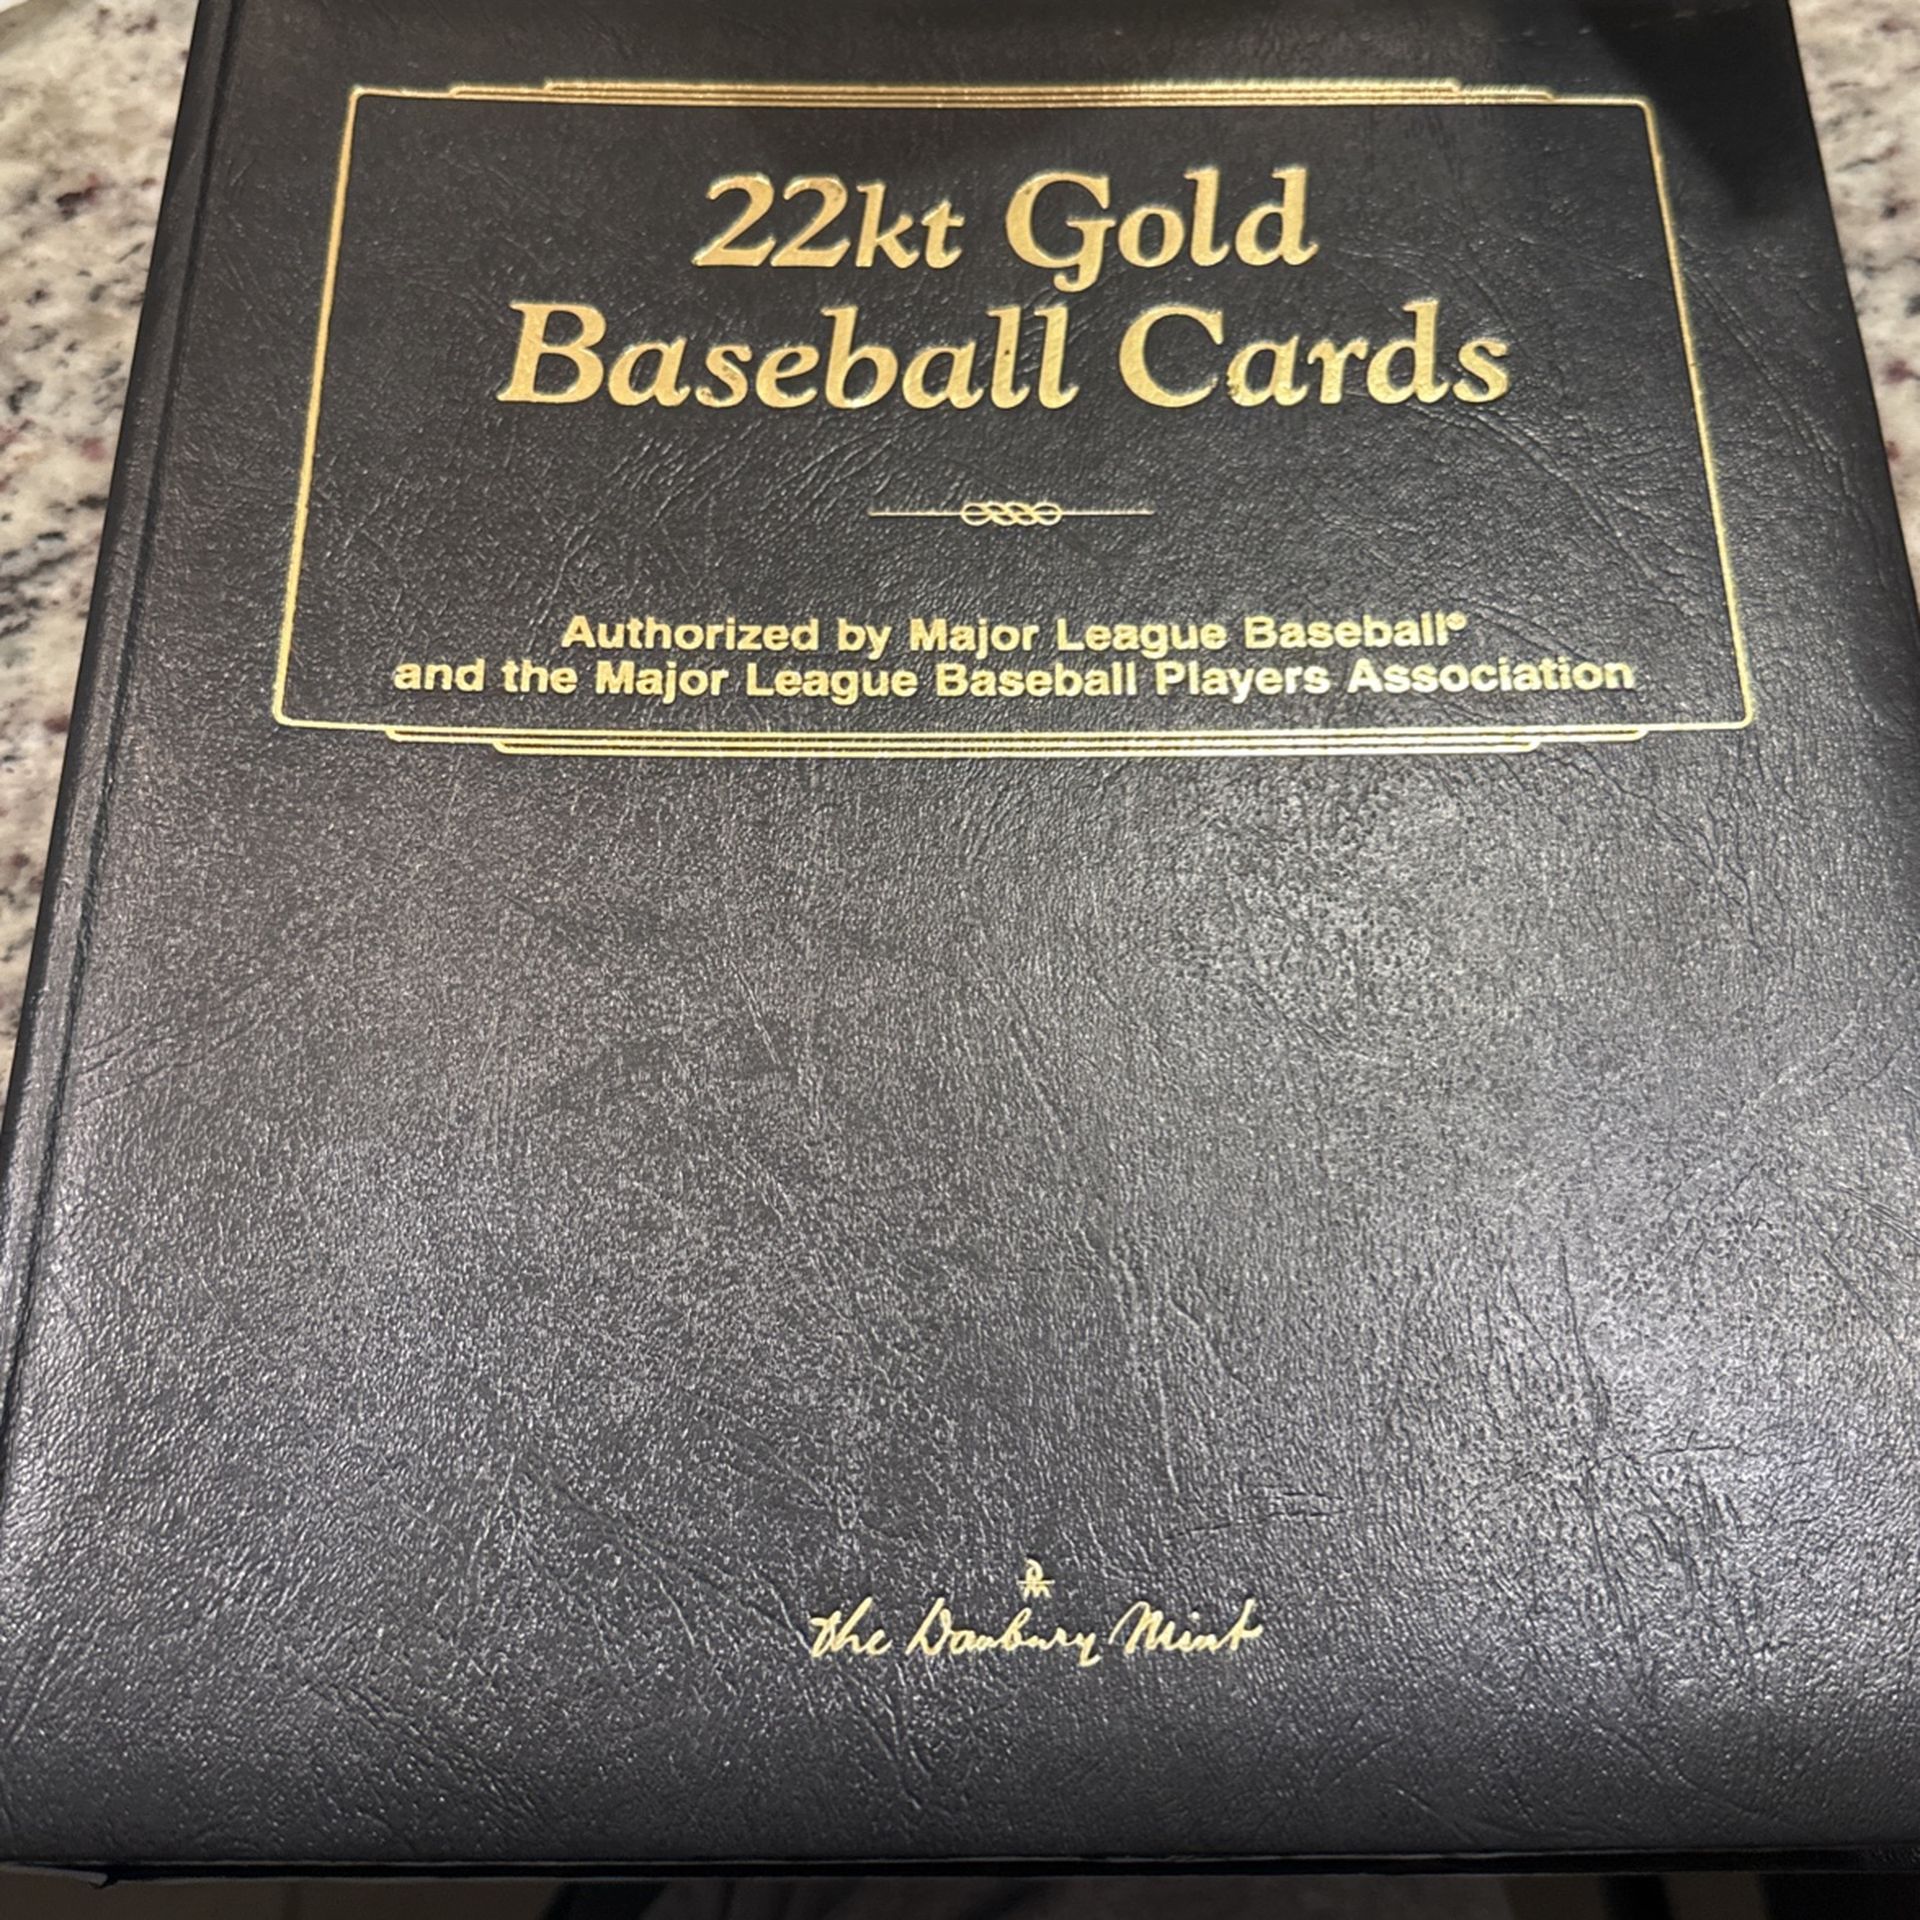 22kt Gold
Baseball Cards
Authorized by Major League Baseball®
and the Major League Baseball Players Association
The Danbury Mint